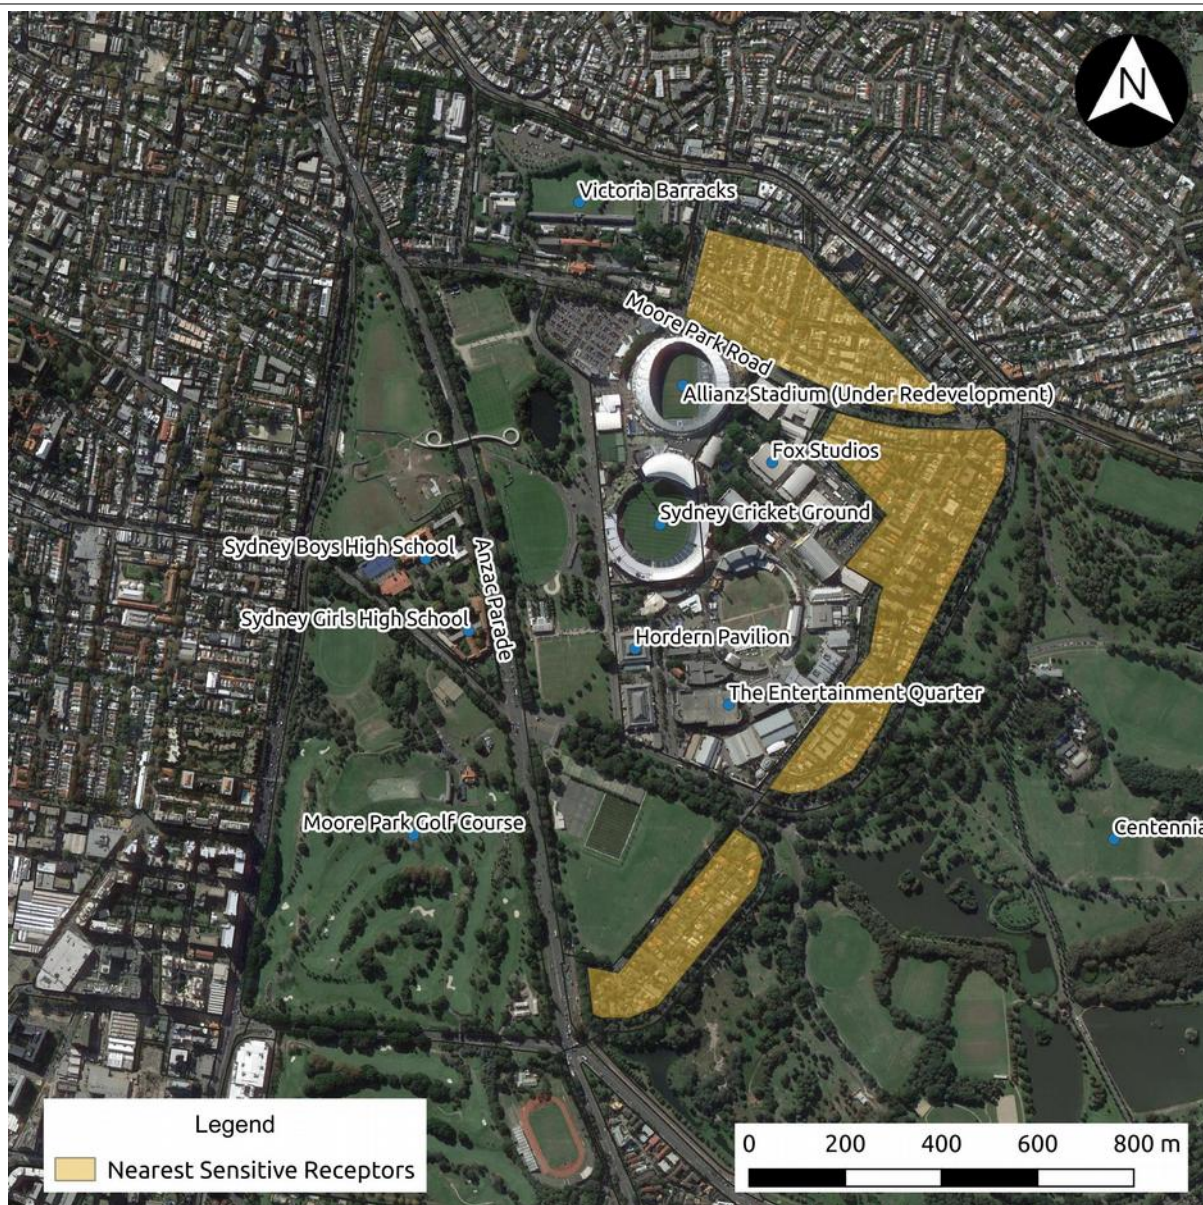 N
Victoria Barracks
Moore Park Road
Allianz Stadium (Under Redevelopment)
Fox Studios
Sydney Cricket Ground
Sydney Boys High School
Anzac Parade
Sydney Girls High School
Hordern Pavilion
The Entertainment Quarter
Moore Park Golf Course
Centennia
Legend
Nearest Sensitive Receptors
0 200 400 600 800 m